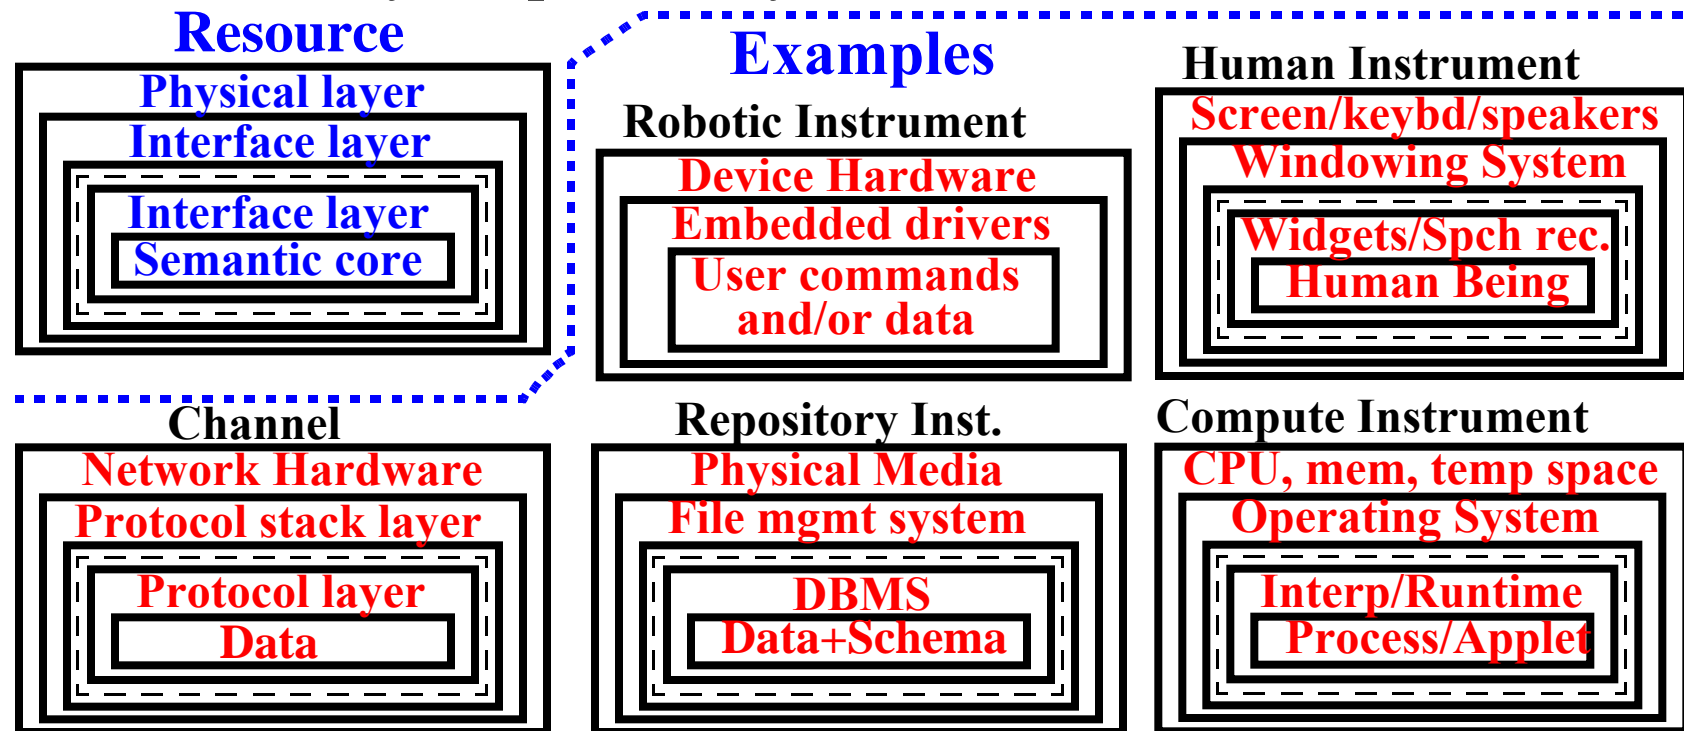 Resource
Physical layer
Interface layer
Interface layer
Semantic core
Examples
Robotic Instrument
Device Hardware
Embedded drivers
User commands
and/or data
Human Instrument
Screen/keybd/speakers
Windowing System
Widgets/Spch rec.
Human Being
Channel
Network Hardware
Protocol stack layer
Protocol layer
Data
Repository Inst.
Physical Media
File mgmt system
DBMS
Data+Schema
Compute Instrument
CPU, mem, temp space
Operating System
Interp/Runtime
Process/Applet